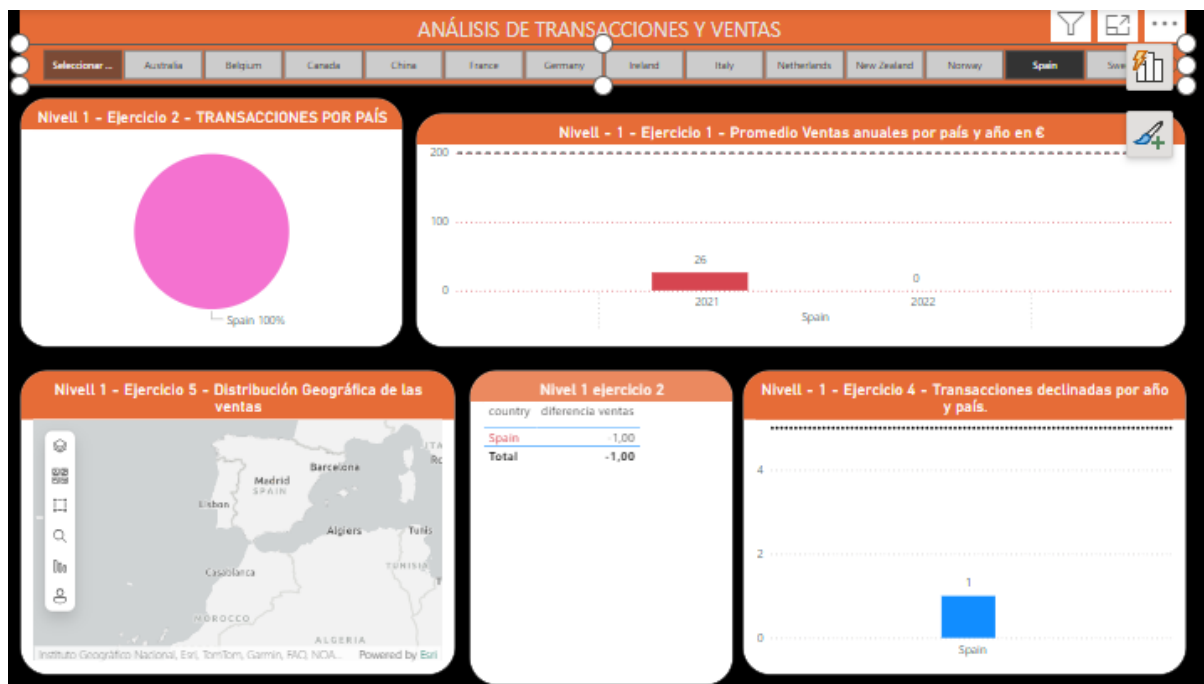 ANÁLISIS DE TRANSACCIONES Y VENTAS
Seleccionar ... Australia Belgium Canada China France Germany Ireland Italy Netherlands New Zealand Norway Spain Swe
Nivell 1 - Ejercicio 2 - TRANSACCIONES POR PAÍS
Spain 100%
Nivell - 1 - Ejercicio 1 - Promedio Ventas anuales por país y año en €
200
100
0
26
0
2021
2022
Spain
Nivell 1 - Ejercicio 5 - Distribución Geográfica de las
ventas
Barcelona
Madrid
SPAIN
Lisbon
Algiers
Tunis
Casablanca
TUNISIA
MOROCCO
ALGERIA
Instituto Geográfico Nacional, Esri, TomTom, Garmin, FAO, NOA...
Powered by Esri
Nivel 1 ejercicio 2
country diferencia ventas
Spain -1,00
Total -1,00
Nivell - 1 - Ejercicio 4 - Transacciones declinadas por año
y país.
4
2
0
1
Spain